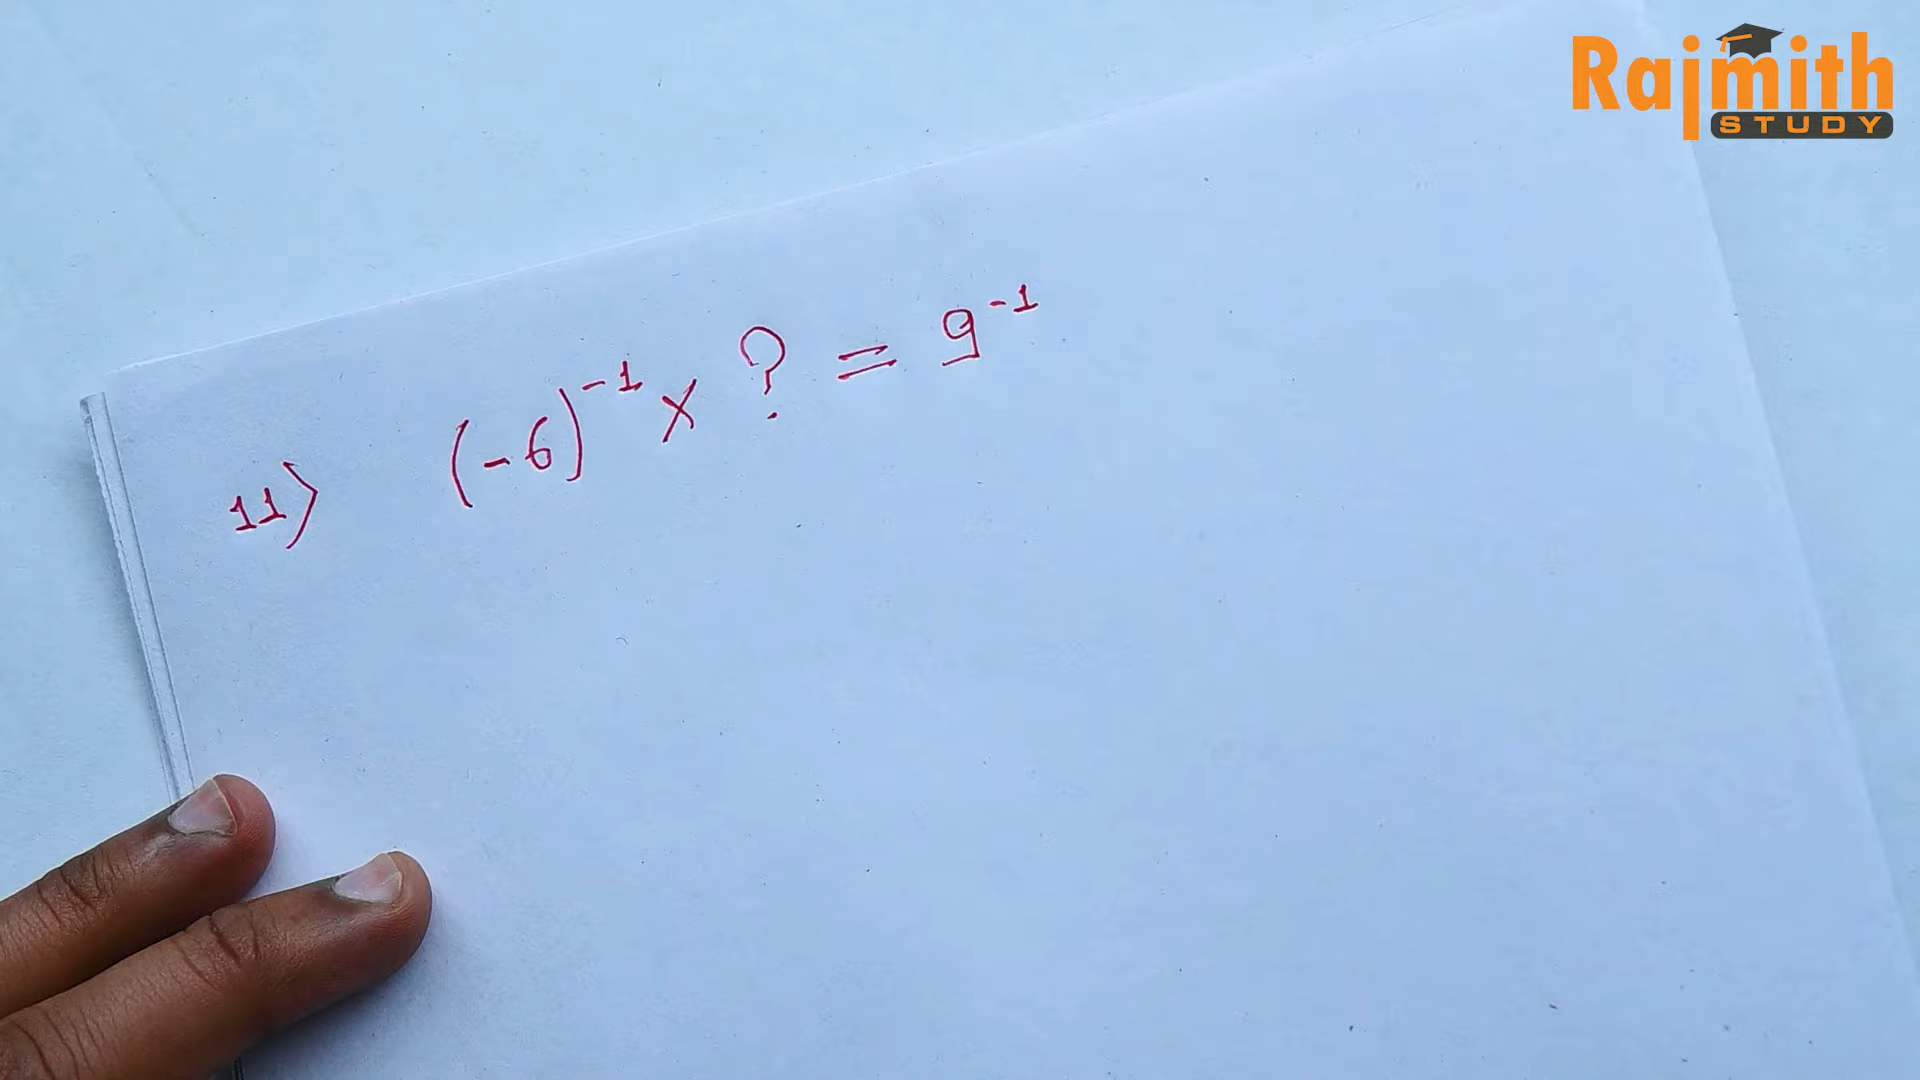 Rajmith
STUDY
11) (-6)⁻¹ × ? = 9⁻¹